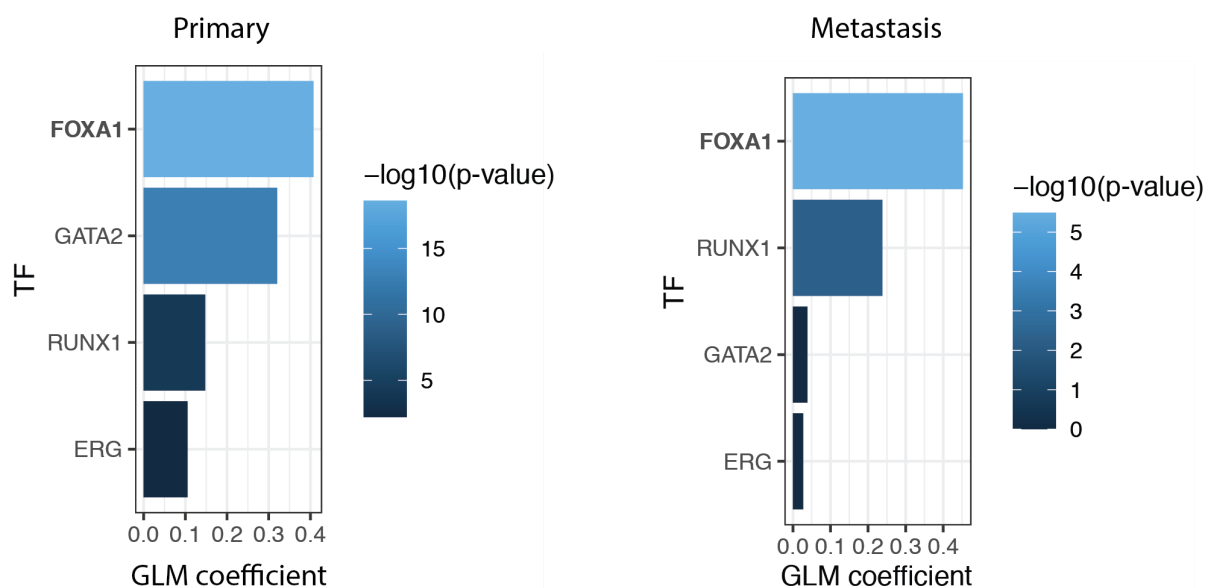 Primary
FOXA1
GATA2
RUNX1
ERG
TF
0.0 0.1 0.2 0.3 0.4
GLM coefficient
−log10(p-value)
15
10
5
Metastasis
FOXA1
RUNX1
GATA2
ERG
TF
0.0 0.1 0.2 0.3 0.4
GLM coefficient
−log10(p-value)
5
4
3
2
1
0